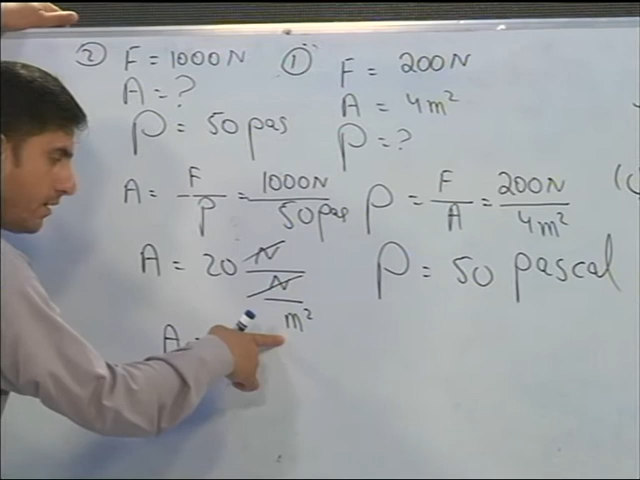 ② F = 1000N
A = ?
P = 50 pas
A = F/P = 1000N/50pas
A = 20 N/N/m²
A =
① F = 200N
A = 4m²
P = ?
P = F/A = 200N/4m²
P = 50 pascal